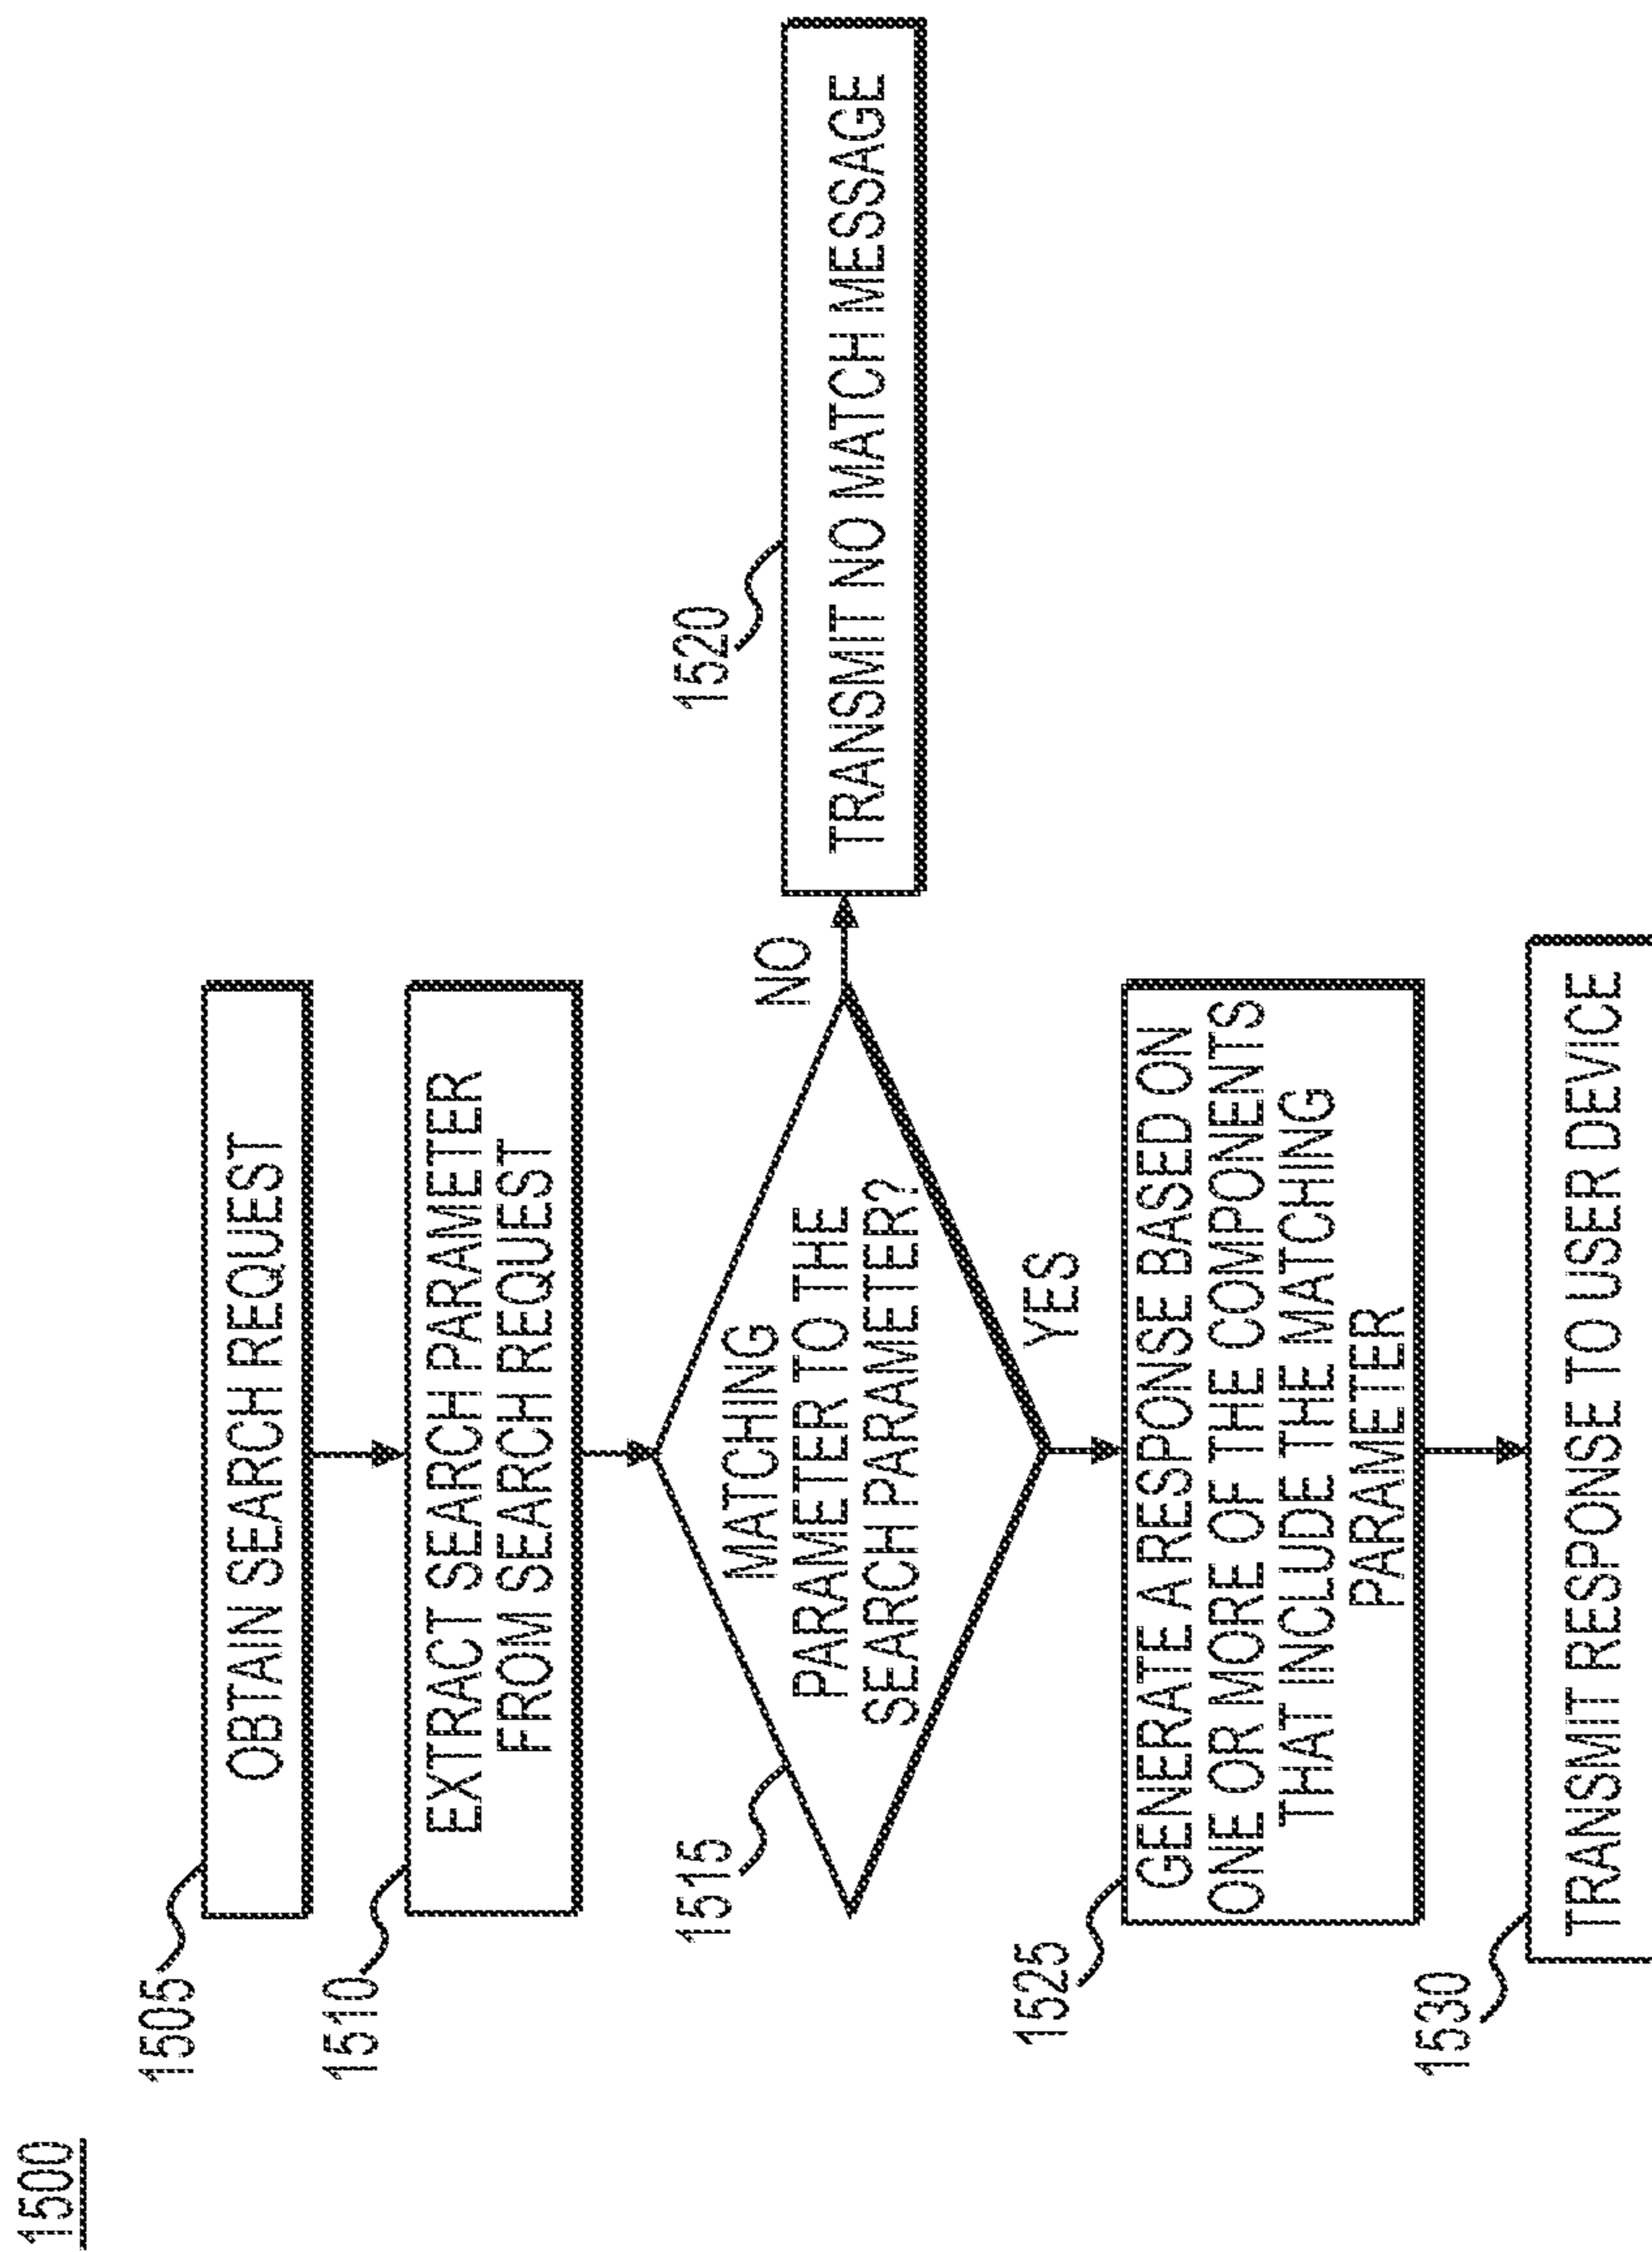 1500
1505
OBTAIN SEARCH REQUEST
1510
EXTRACT SEARCH PARAMETER
FROM SEARCH REQUEST
1515
MATCHING
PARAMETER TO THE
SEARCH PARAMETER?
NO
1520
TRANSMIT NO MATCH MESSAGE
YES
1525
GENERATE A RESPONSE BASED ON
ONE OR MORE OF THE COMPONENTS
THAT INCLUDE THE MATCHING
PARAMETER
1530
TRANSMIT RESPONSE TO USER DEVICE